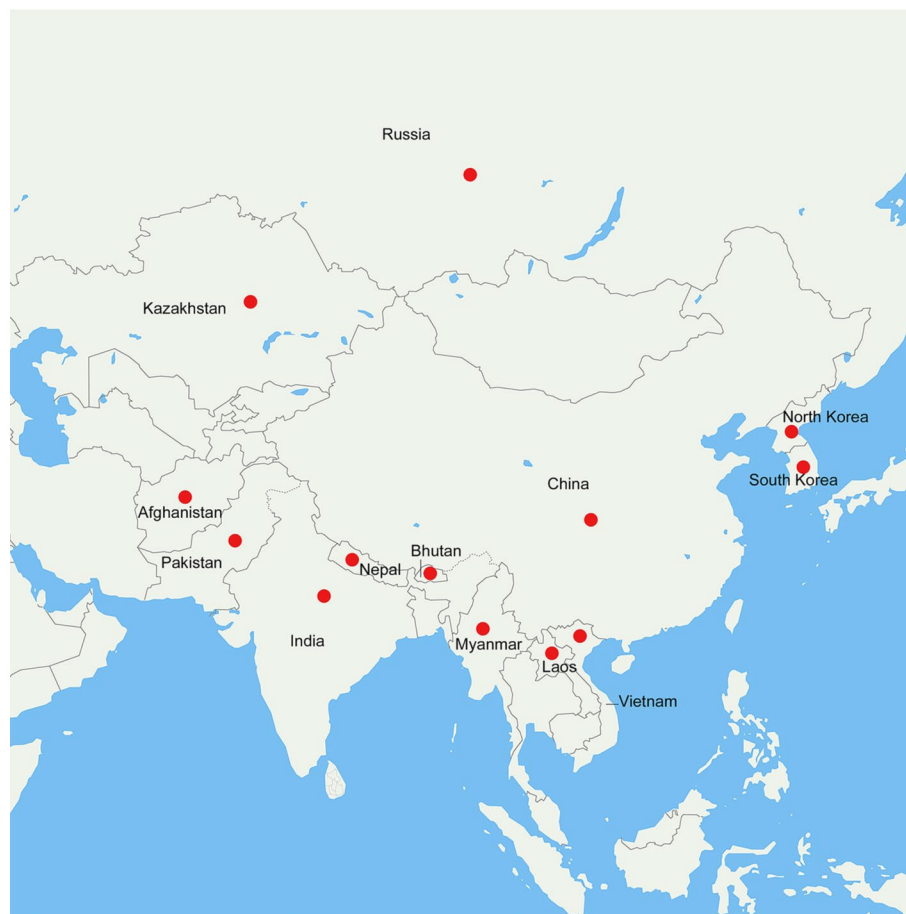 Russia
Kazakhstan
North Korea
South Korea
China
Afghanistan
Bhutan
Pakistan
Nepal
India
Myanmar
Laos
Vietnam